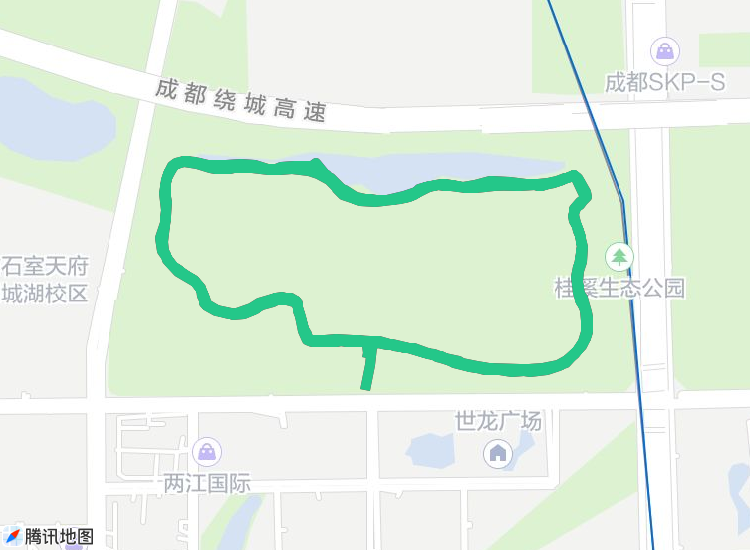 成都绕城高速
成都SKP-S
石室天府
城湖校区
桂溪生态公园
世龙广场
两江国际
腾讯地图